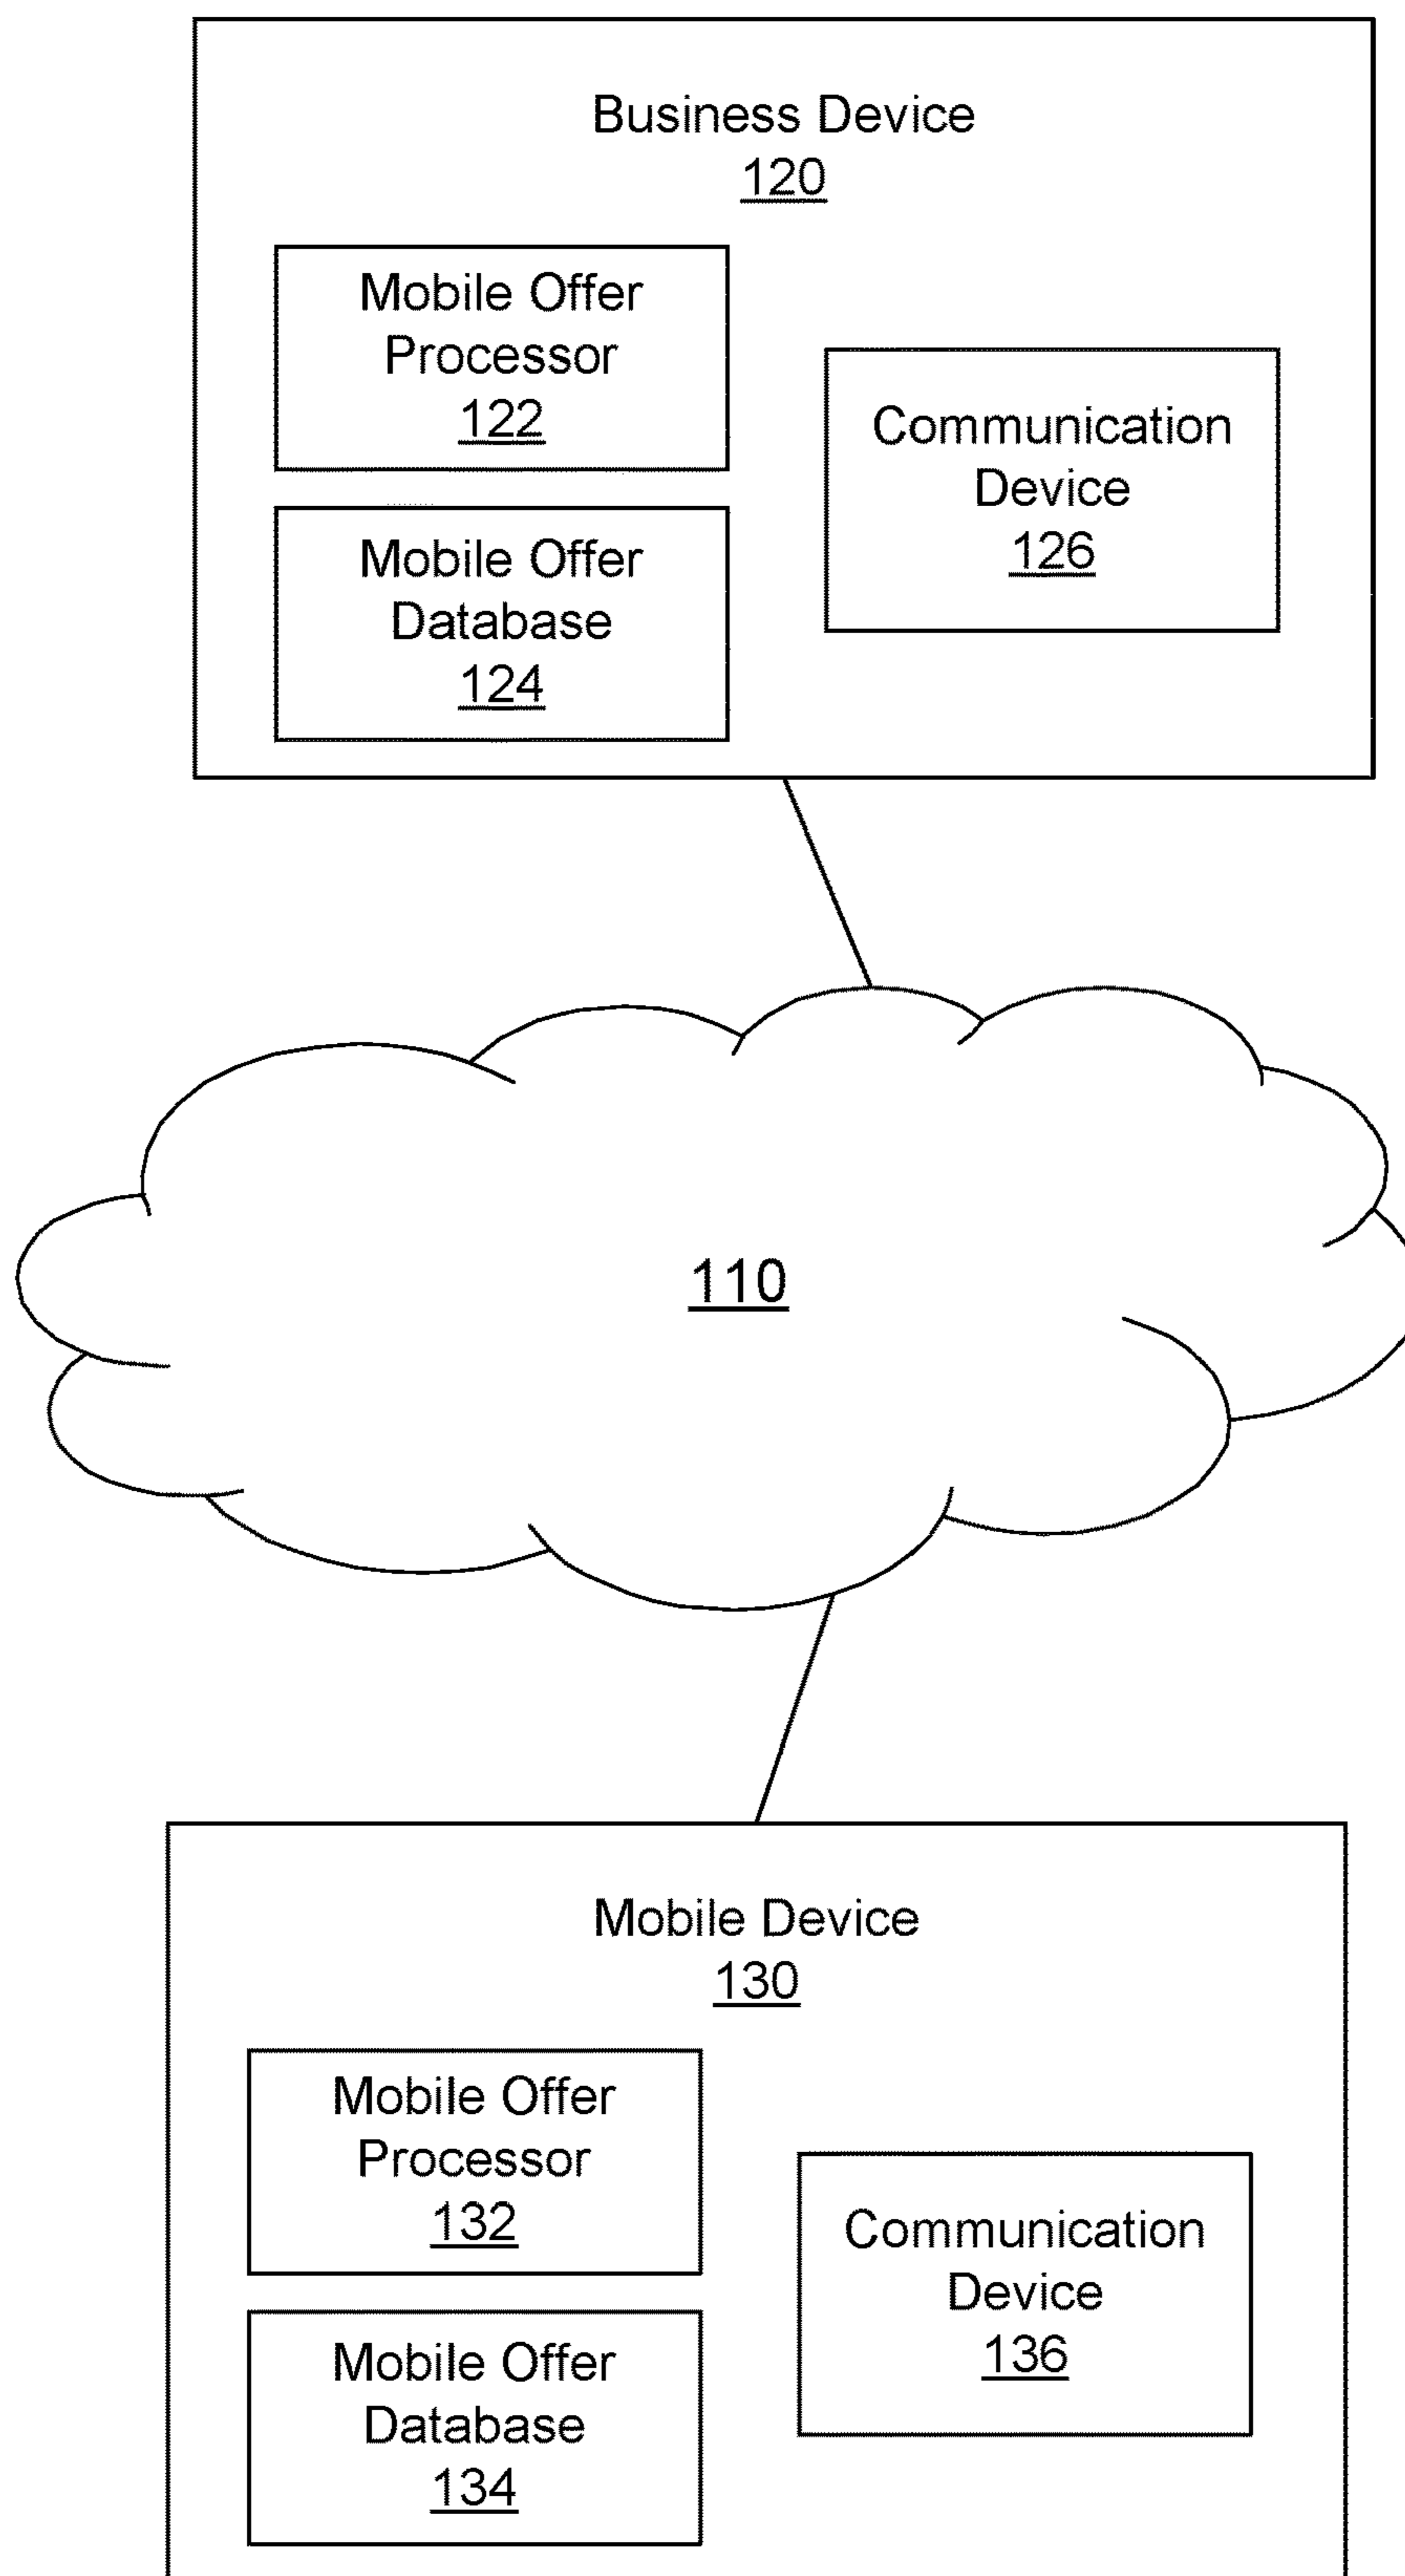 Business Device
120
Mobile Offer
Processor
122
Communication
Device
126
Mobile Offer
Database
124
110
Mobile Device
130
Mobile Offer
Processor
132
Communication
Device
136
Mobile Offer
Database
134